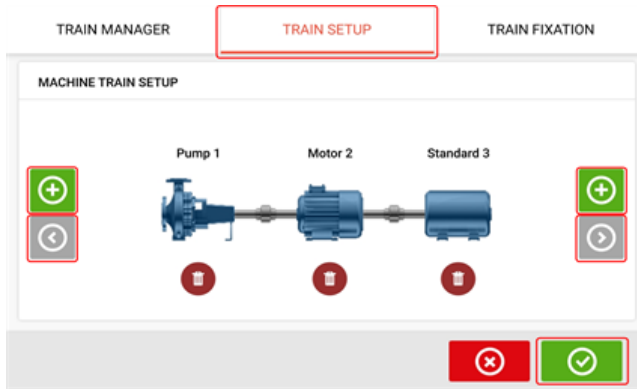 TRAIN MANAGER TRAIN SETUP TRAIN FIXATION
MACHINE TRAIN SETUP
Pump 1 Motor 2 Standard 3